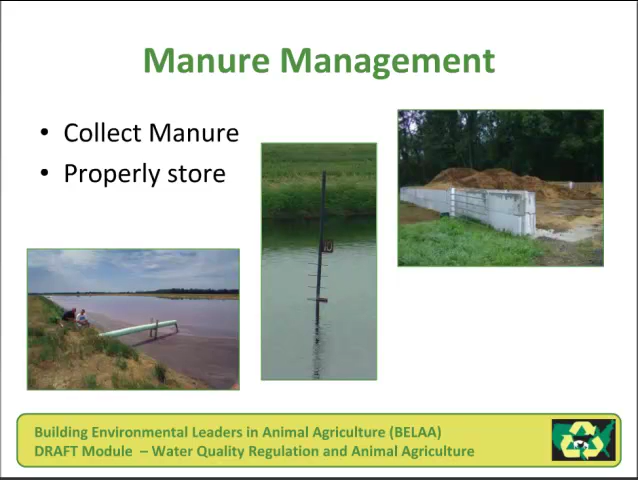 Manure Management
• Collect Manure
• Properly store
10
Building Environmental Leaders in Animal Agriculture (BELAA)
DRAFT Module – Water Quality Regulation and Animal Agriculture